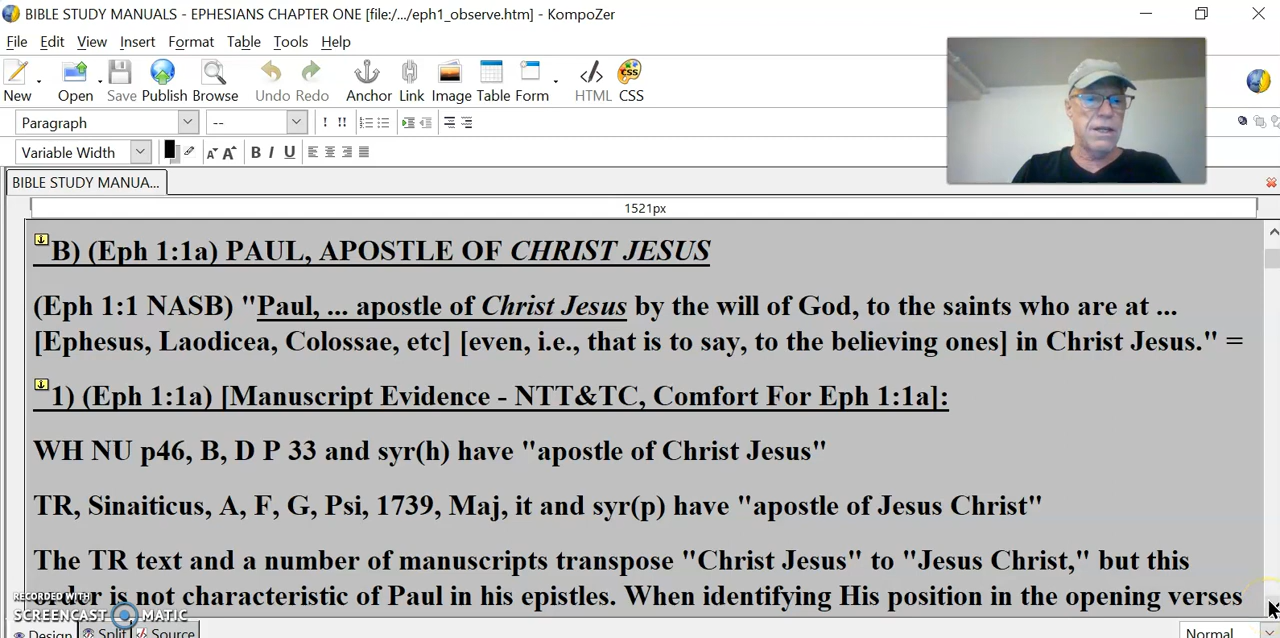 BIBLE STUDY MANUALS - EPHESIANS CHAPTER ONE [file:/.../eph1_observe.htm] - KompoZer
File Edit View Insert Format Table Tools Help
New Open Save Publish Browse Undo Redo Anchor Link Image Table Form HTML CSS
Paragraph -- ! !!
Variable Width B I U
BIBLE STUDY MANUA...
1521px
B) (Eph 1:1a) PAUL, APOSTLE OF CHRIST JESUS
(Eph 1:1 NASB) "Paul, ... apostle of Christ Jesus by the will of God, to the saints who are at ...
[Ephesus, Laodicea, Colossae, etc] [even, i.e., that is to say, to the believing ones] in Christ Jesus." =
1) (Eph 1:1a) [Manuscript Evidence - NTT&TC, Comfort For Eph 1:1a]:
WH NU p46, B, D P 33 and syr(h) have "apostle of Christ Jesus"
TR, Sinaiticus, A, F, G, Psi, 1739, Maj, it and syr(p) have "apostle of Jesus Christ"
The TR text and a number of manuscripts transpose "Christ Jesus" to "Jesus Christ," but this
is not characteristic of Paul in his epistles. When identifying His position in the opening verses
RECORDED WITH
SCREENCAST MATIC
Design Split Source
Normal